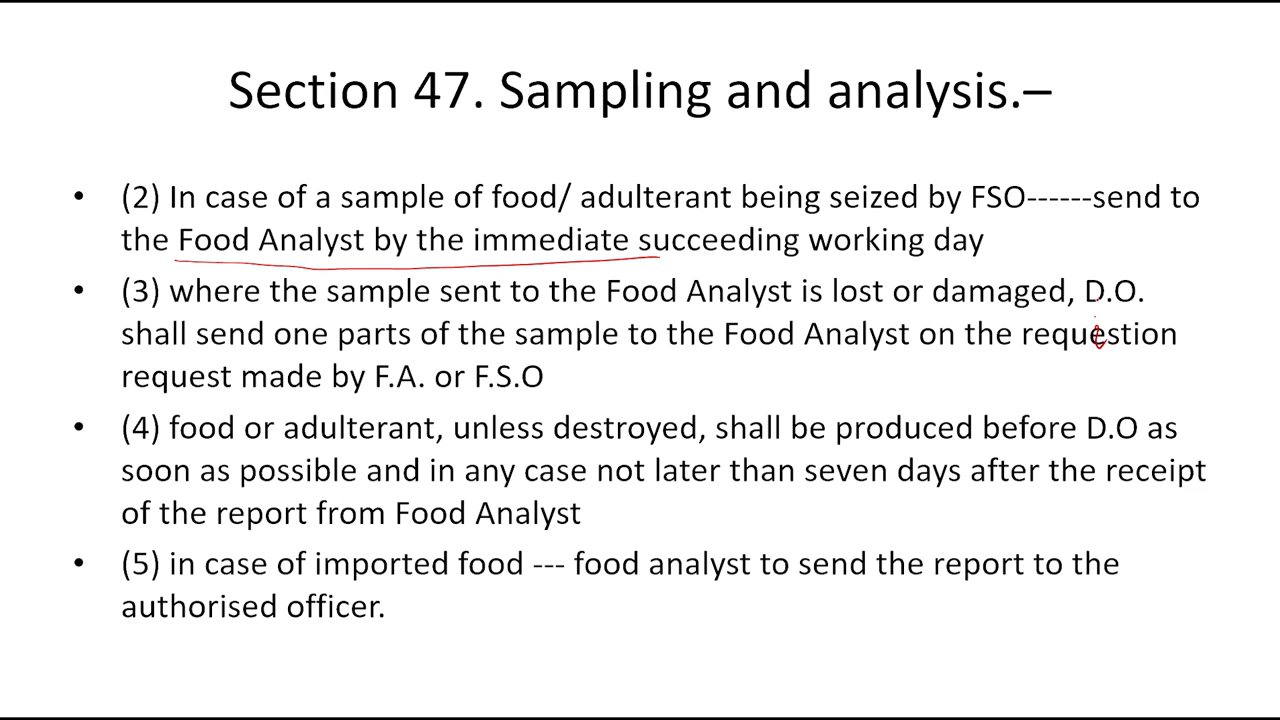 Section 47. Sampling and analysis.–
• (2) In case of a sample of food/ adulterant being seized by FSO------send to
the Food Analyst by the immediate succeeding working day
• (3) where the sample sent to the Food Analyst is lost or damaged, D.O.
shall send one parts of the sample to the Food Analyst on the requestion
request made by F.A. or F.S.O
• (4) food or adulterant, unless destroyed, shall be produced before D.O as
soon as possible and in any case not later than seven days after the receipt
of the report from Food Analyst
• (5) in case of imported food --- food analyst to send the report to the
authorised officer.